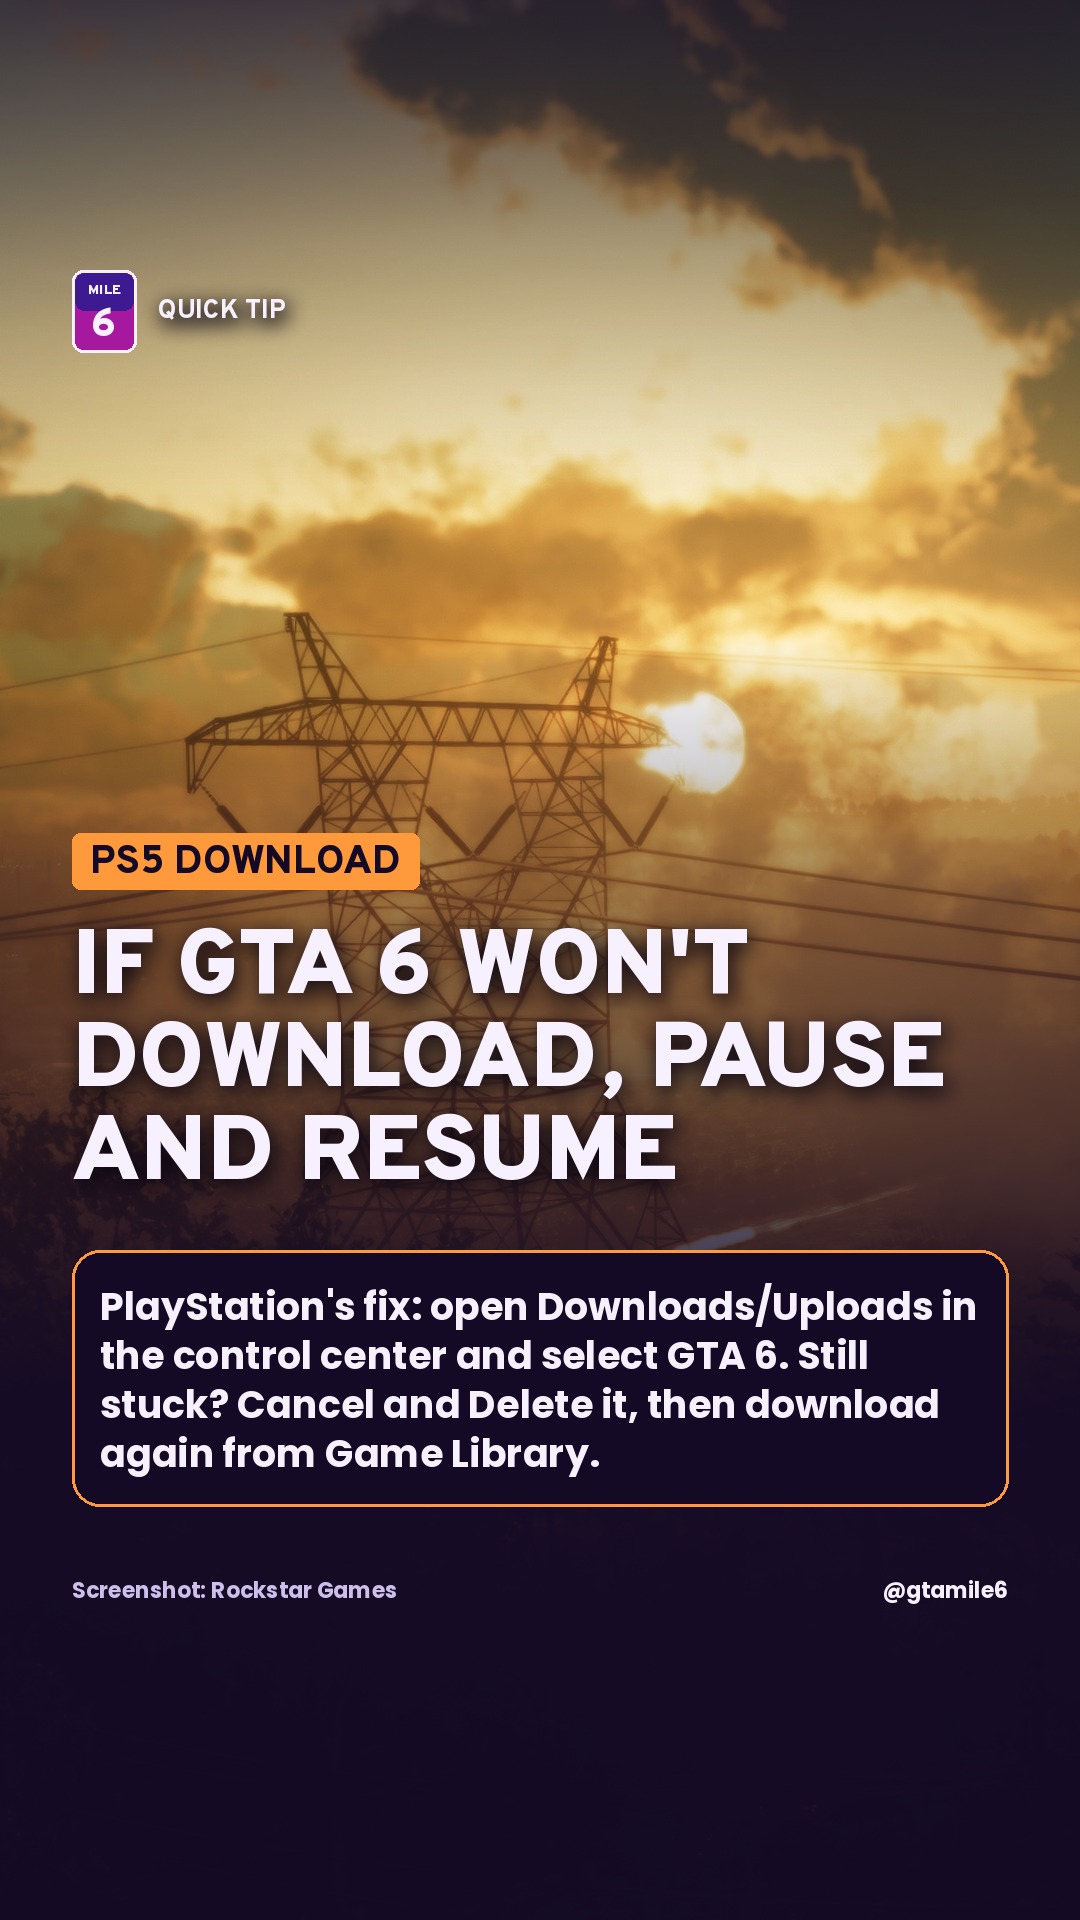 MILE
6
QUICK TIP
PS5 DOWNLOAD
IF GTA 6 WON'T
DOWNLOAD, PAUSE
AND RESUME
PlayStation's fix: open Downloads/Uploads in
the control center and select GTA 6. Still
stuck? Cancel and Delete it, then download
again from Game Library.
Screenshot: Rockstar Games
@gtamile6